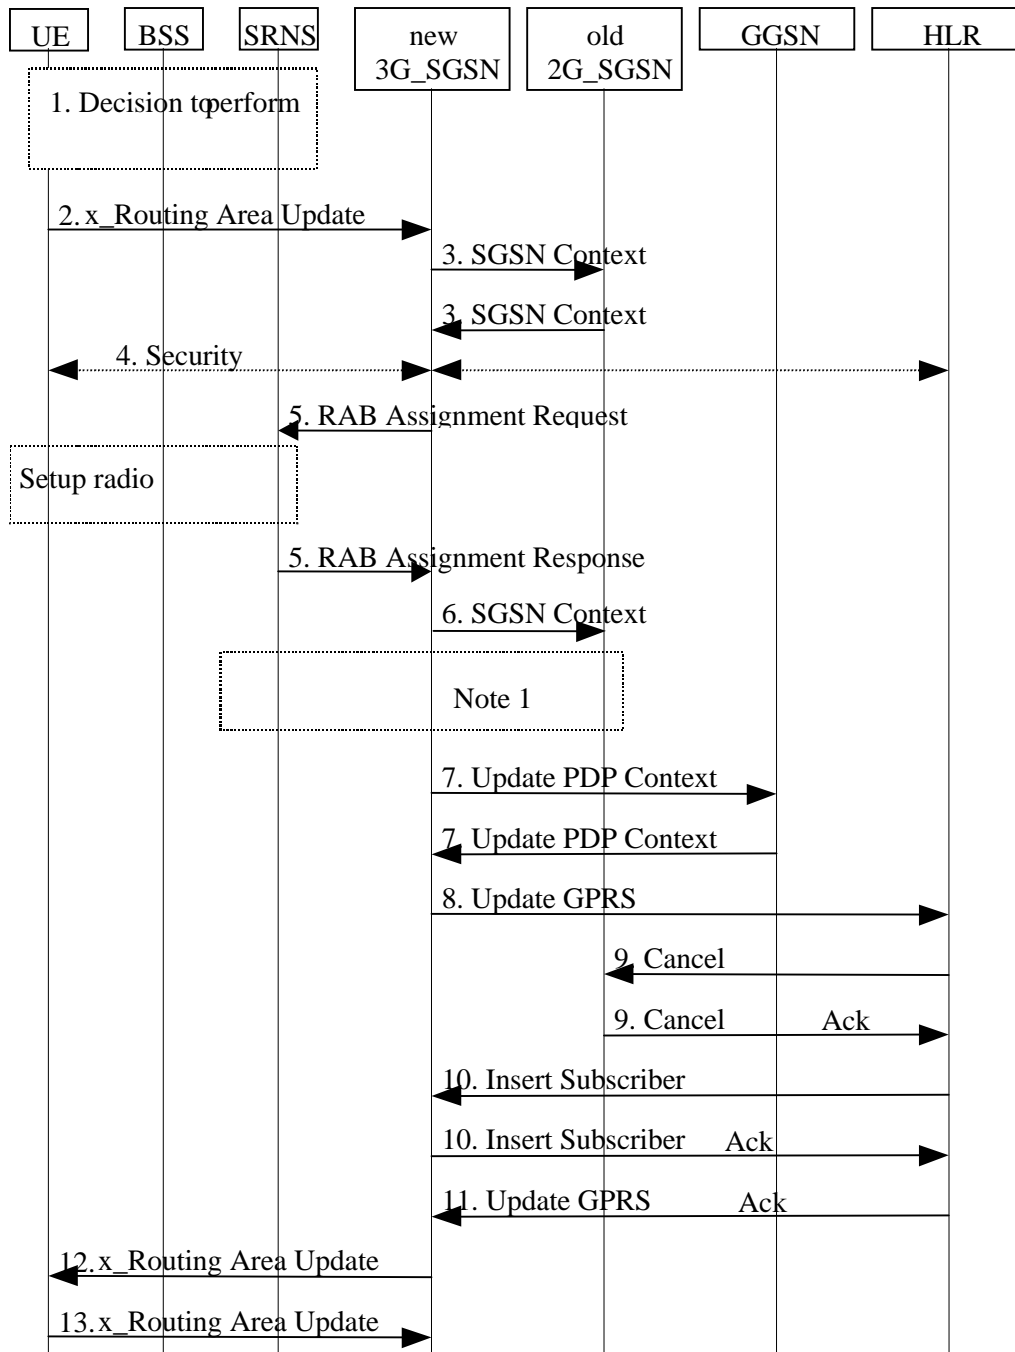 UE BSS SRNS new old GGSN HLR
3G_SGSN 2G_SGSN
1. Decision to perform
2. x_Routing Area Update
3. SGSN Context
3. SGSN Context
4. Security
5. RAB Assignment Request
Setup radio
5. RAB Assignment Response
6. SGSN Context
Note 1
7. Update PDP Context
7. Update PDP Context
8. Update GPRS
9. Cancel
9. Cancel Ack
10. Insert Subscriber
10. Insert Subscriber Ack
11. Update GPRS Ack
12. x_Routing Area Update
13. x_Routing Area Update